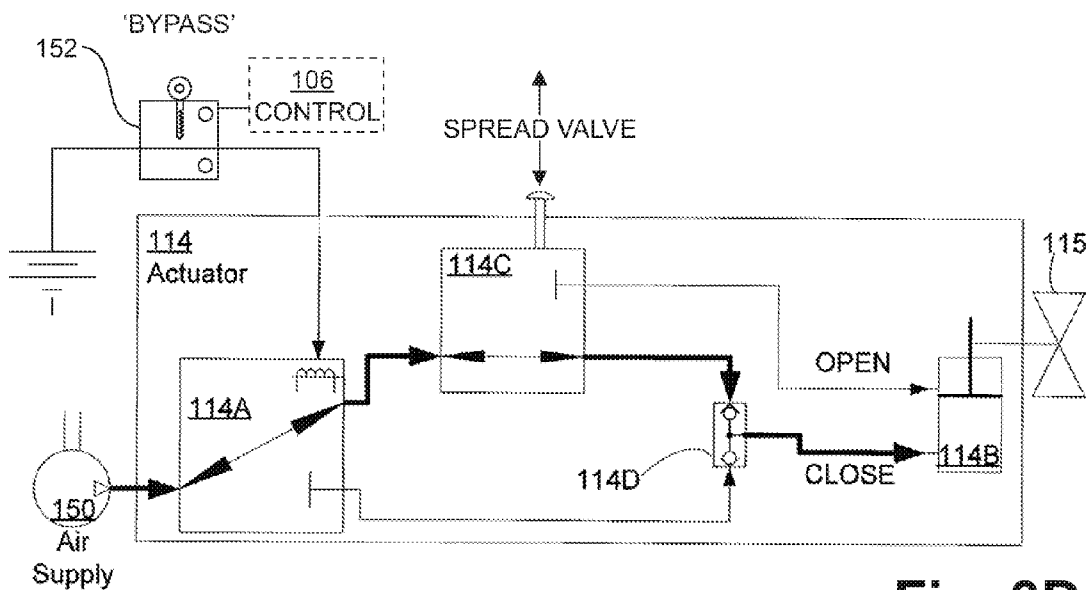 'BYPASS'
152
106
CONTROL
SPREAD VALVE
114
Actuator
114C
115
114A
OPEN
114D
CLOSE
114B
150
Air
Supply